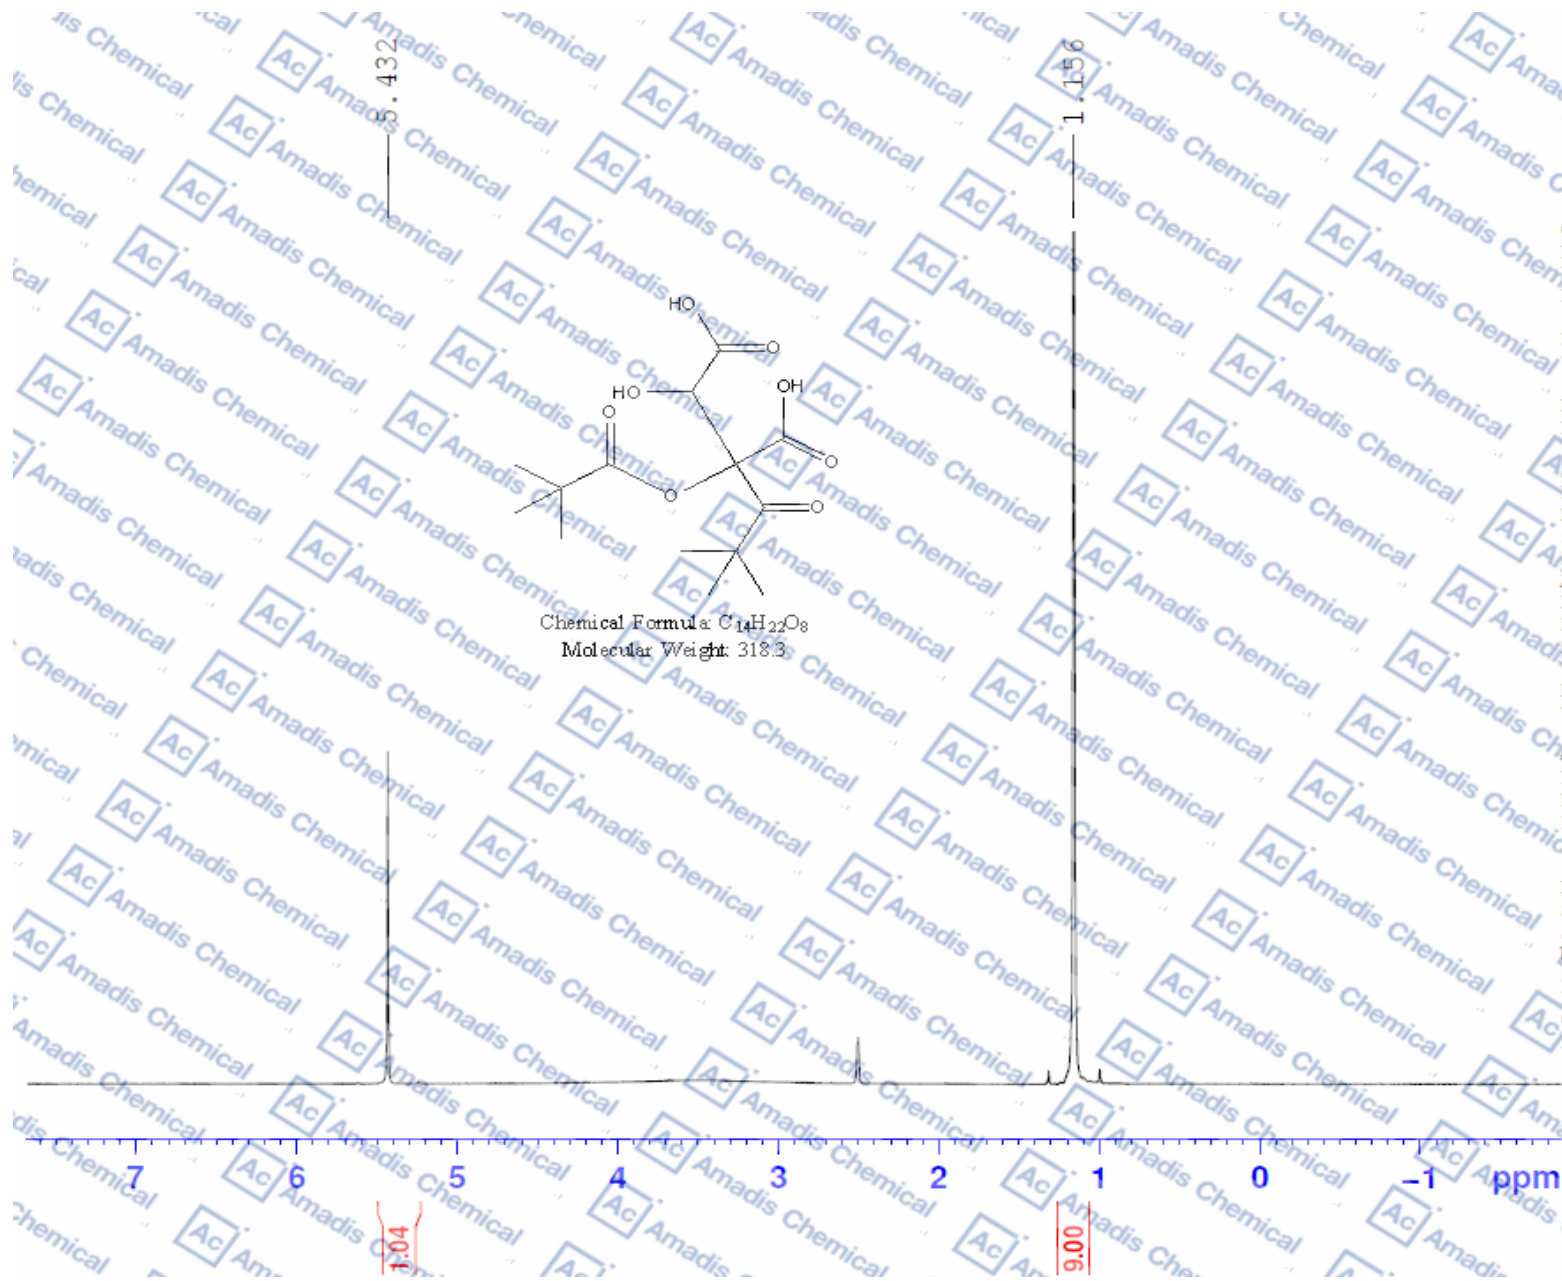 5.432
1.156
HO
O
HO
OH
O
O
O
O
Chemical Formula: C₁₄H₂₂O₈
Molecular Weight: 318.3
7 6 5 4 3 2 1 0 -1 ppm
1.04
9.00
Ac Amadis Chemical